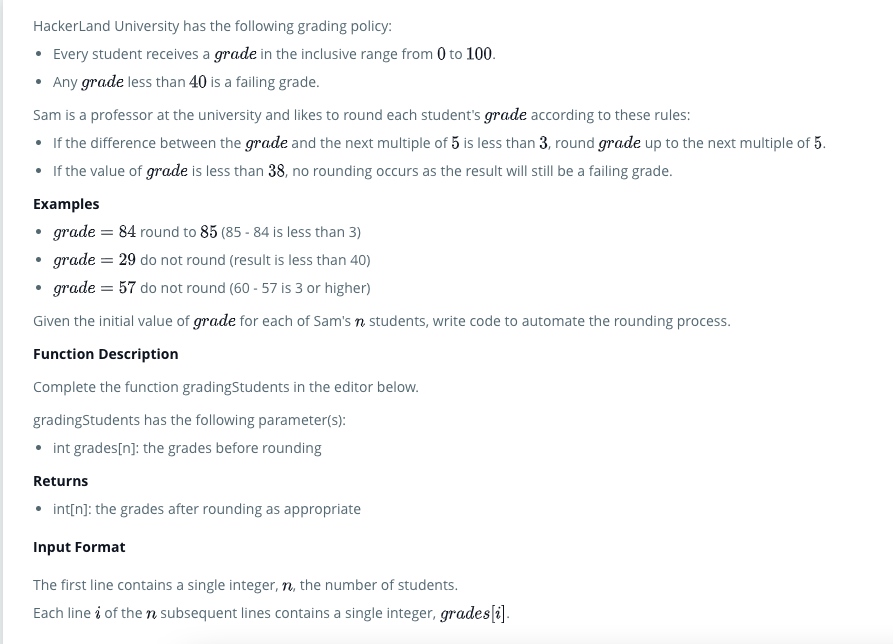 HackerLand University has the following grading policy:
• Every student receives a grade in the inclusive range from 0 to 100.
• Any grade less than 40 is a failing grade.
Sam is a professor at the university and likes to round each student's grade according to these rules:
• If the difference between the grade and the next multiple of 5 is less than 3, round grade up to the next multiple of 5.
• If the value of grade is less than 38, no rounding occurs as the result will still be a failing grade.
Examples
• grade = 84 round to 85 (85 - 84 is less than 3)
• grade = 29 do not round (result is less than 40)
• grade = 57 do not round (60 - 57 is 3 or higher)
Given the initial value of grade for each of Sam's n students, write code to automate the rounding process.
Function Description
Complete the function gradingStudents in the editor below.
gradingStudents has the following parameter(s):
• int grades[n]: the grades before rounding
Returns
• int[n]: the grades after rounding as appropriate
Input Format
The first line contains a single integer, n, the number of students.
Each line i of the n subsequent lines contains a single integer, grades[i].